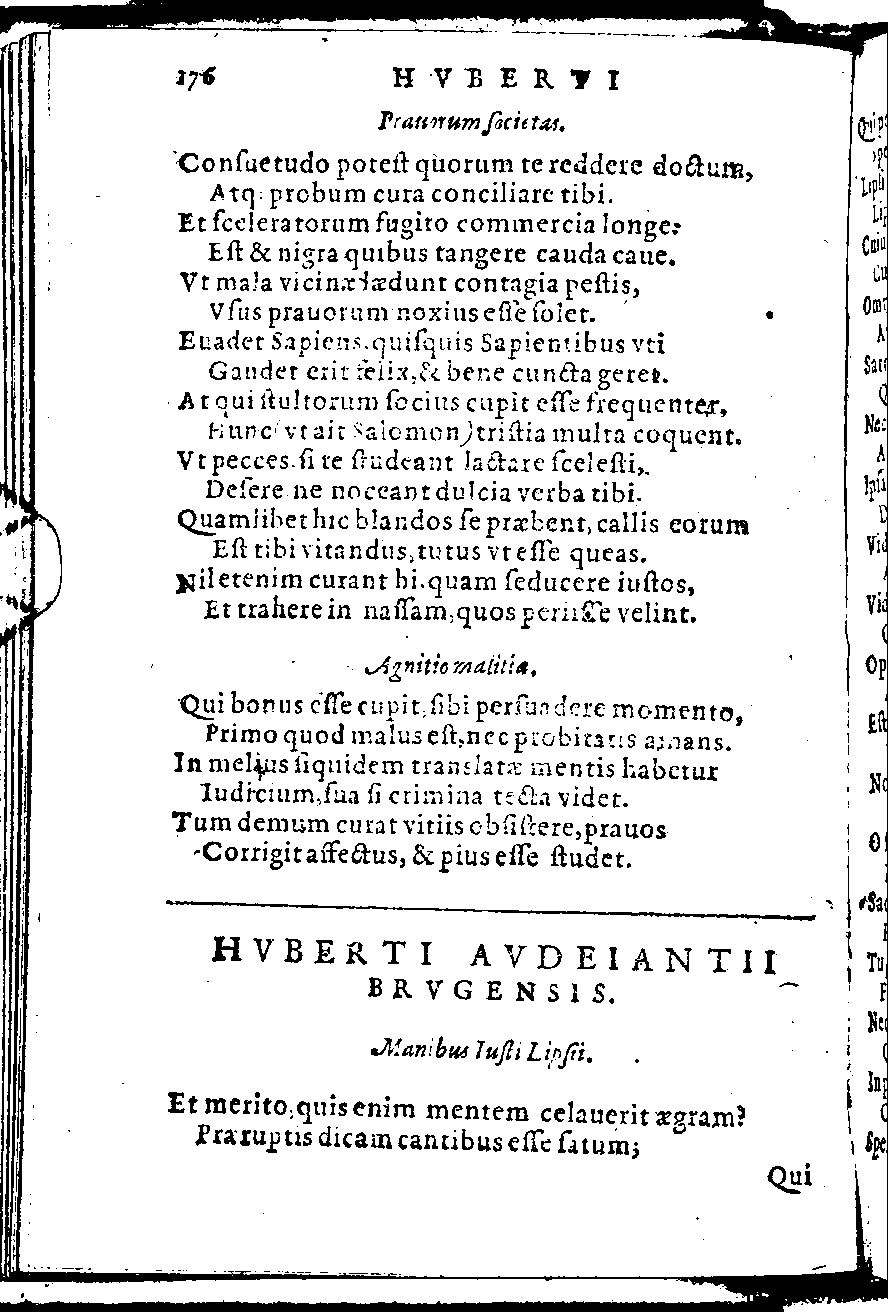 176 HVBERTI
Prauorum ſocietas.
Conſuetudo poteſt quorum te reddere doctum,
Atq; probum cura conciliare tibi.
Et ſceleratorum fugito commercia longe:
Eſt & nigra quibus tangere cauda caue.
Vt mala vicinæ lædunt contagia peſtis,
Vſus prauorum noxius eſſe ſolet.
Euadet Sapiens, quiſquis Sapientibus vti
Gaudet erit felix, & bene cuncta geret.
At qui ſtultorum ſocius cupit eſſe frequenter,
Hunc (vt ait Salomon) triſtia multa coquent.
Vt pecces, ſi te ſtudeant lactare ſceleſti,
Deſere ne noceant dulcia verba tibi.
Quamlibet hic blandos ſe præbent, callis eorum
Eſt tibi vitandus, tutus vt eſſe queas.
Nil etenim curant hi, quam ſeducere iuſtos,
Et trahere in naſſam, quos periiſſe velint.
Agnitio malitiæ.
Qui bonus eſſe cupit, ſibi perſuadere momento,
Primo quod malus eſt, nec probitatis amans.
In melius ſiquidem translatæ mentis habetur
Iudicium, ſua ſi crimina tecta videt.
Tum demum curat vitiis obſiſtere, prauos
Corrigit affectus, & pius eſſe ſtudet.
HVBERTI AVDEIANTII
BRVGENSIS.
Manibus Iuſti Lipſii.
Et merito, quis enim mentem celauerit ægram?
Præruptis dicam cantibus eſſe ſatum;
Qui